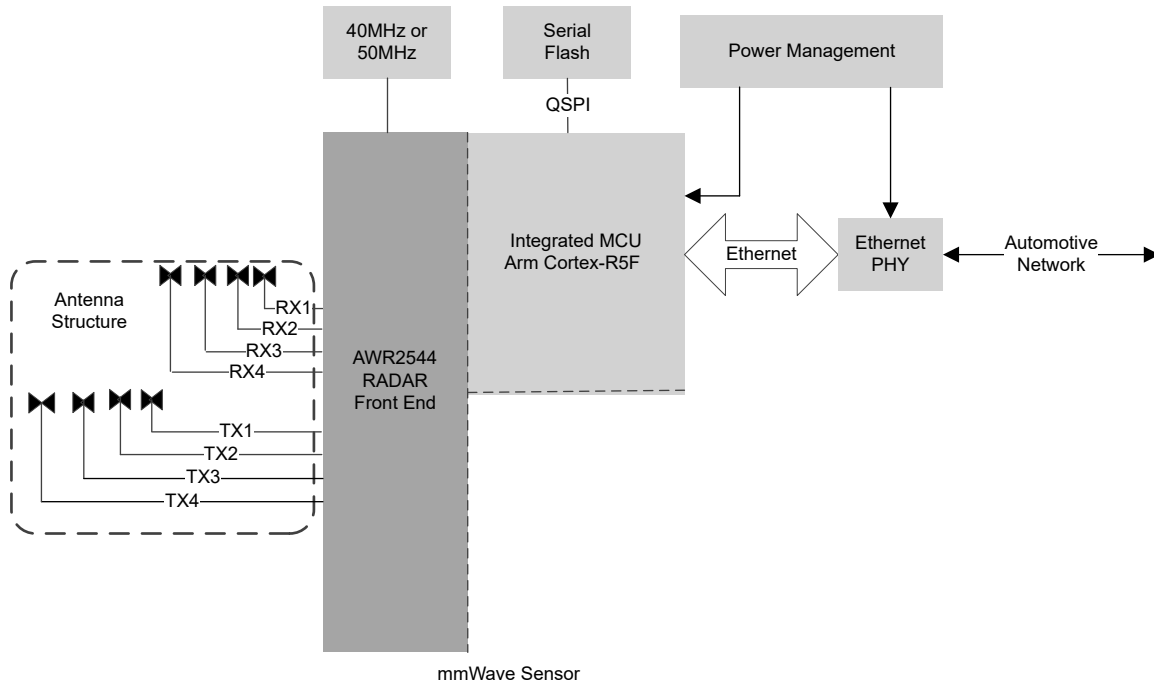 40MHz or
50MHz
Serial
Flash
Power Management
QSPI
Integrated MCU
Arm Cortex-R5F
Ethernet
Ethernet
PHY
Automotive
Network
Antenna
Structure
RX1
RX2
RX3
RX4
AWR2544
RADAR
Front End
TX1
TX2
TX3
TX4
mmWave Sensor